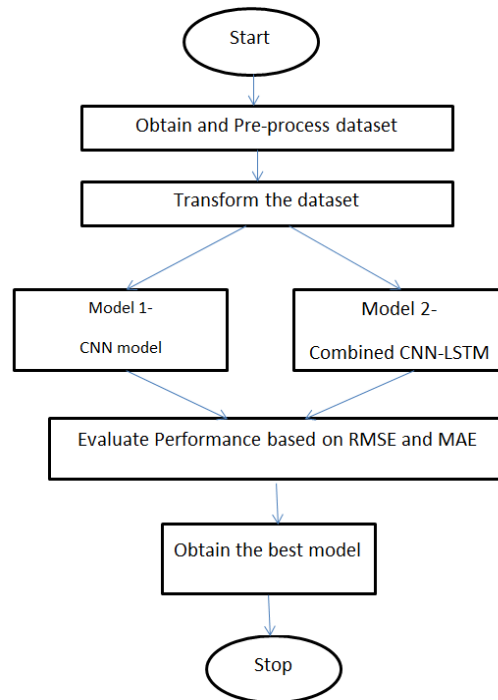 Start
Obtain and Pre-process dataset
Transform the dataset
Model 1-
CNN model
Model 2-
Combined CNN-LSTM
Evaluate Performance based on RMSE and MAE
Obtain the best model
Stop